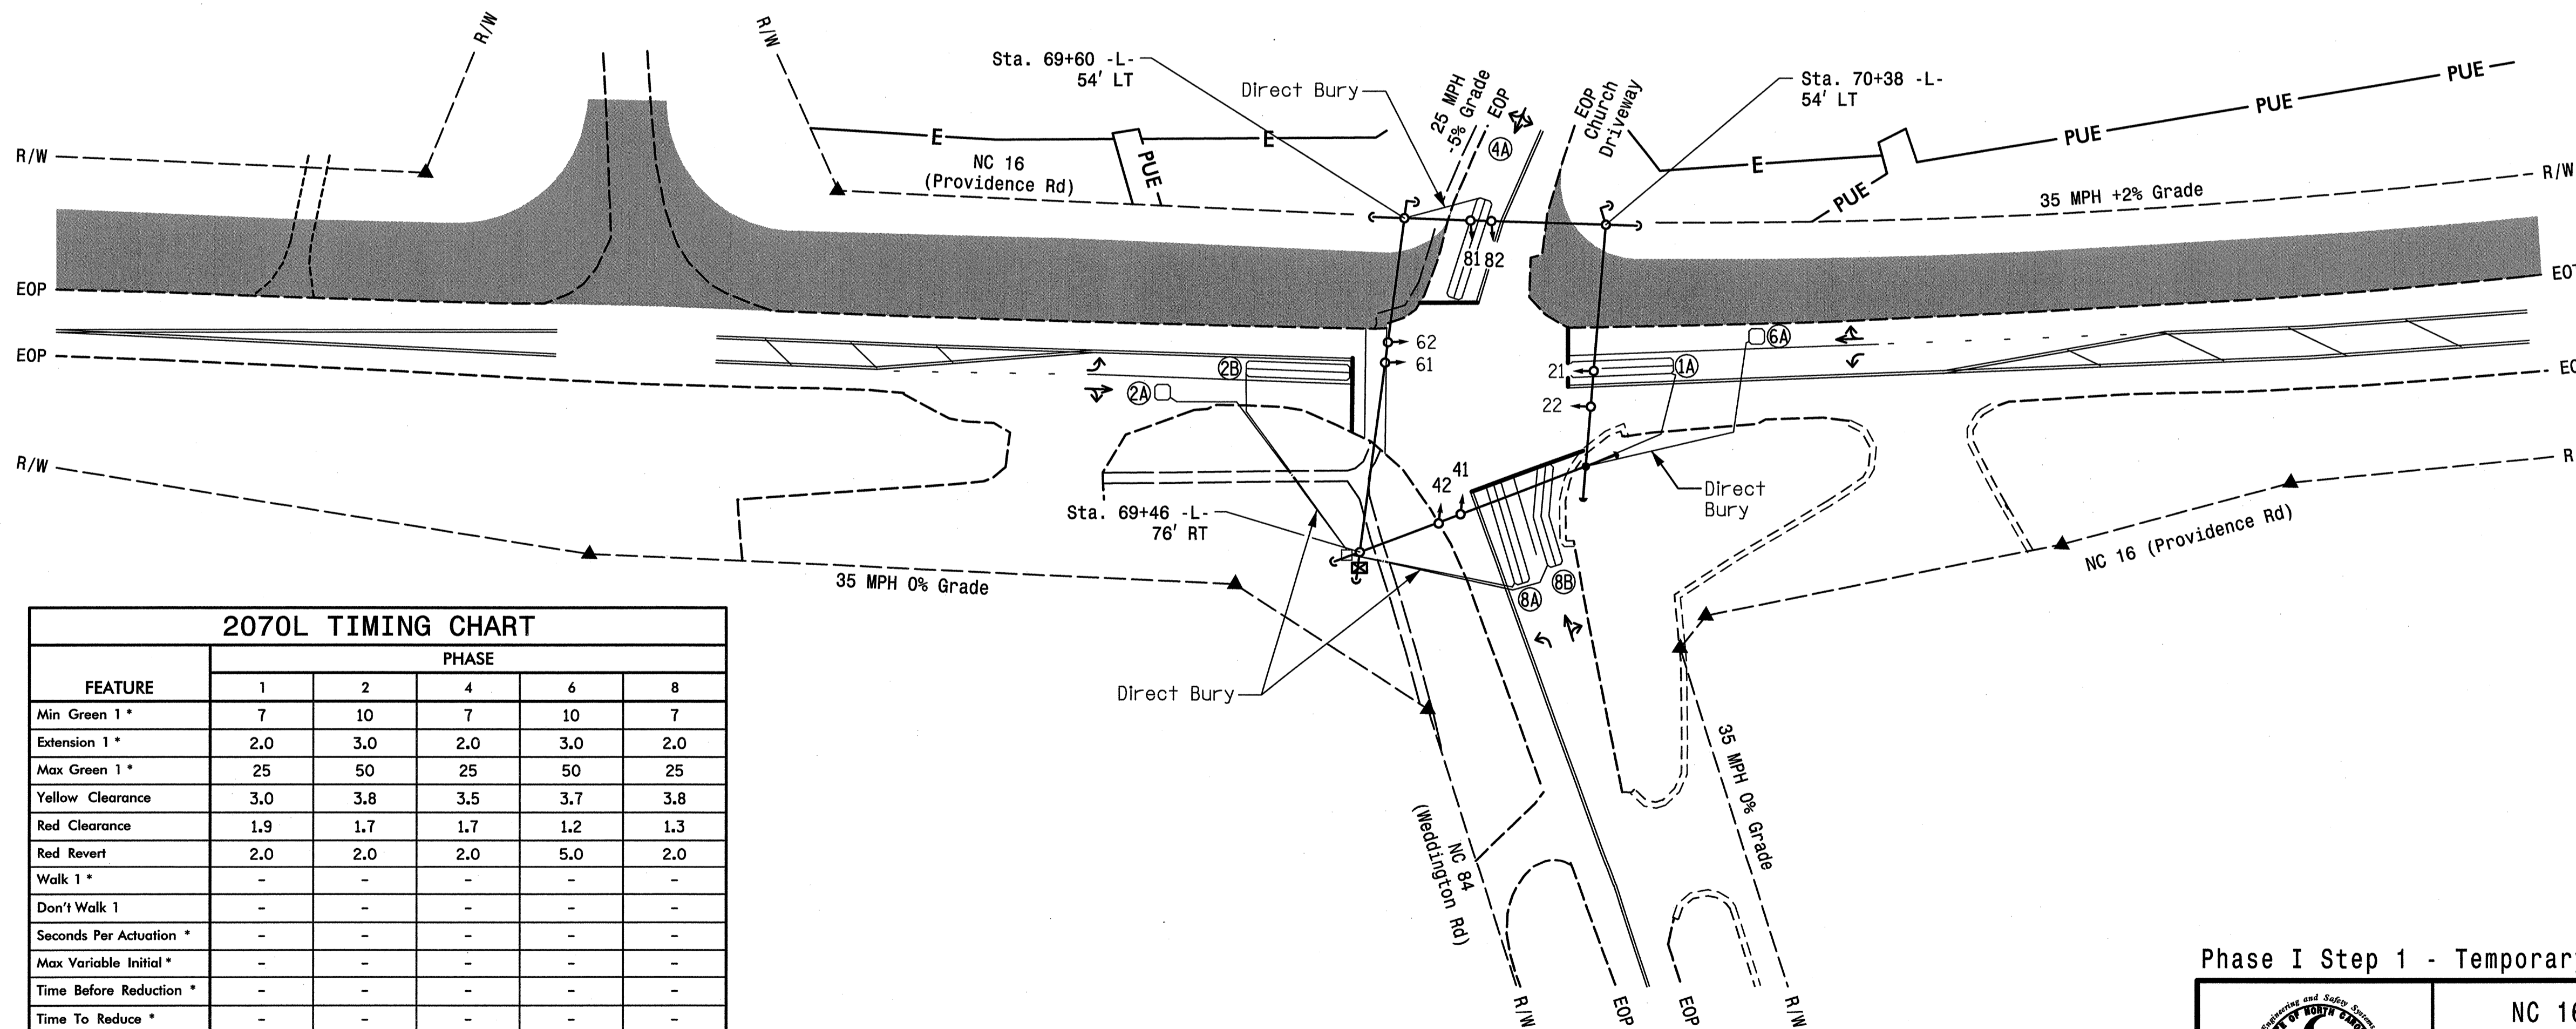 R/W
R/W
Sta. 69+60 -L-
54' LT
Direct Bury
25 MPH
-5% Grade
EOP
4A
EOP
Church
Driveway
Sta. 70+38 -L-
54' LT
PUE
PUE
PUE
PUE
R/W
R/W
E
E
E
NC 16
(Providence Rd)
PUE
35 MPH +2% Grade
81 82
EOP
EOP
62
61
2B
2A
21
22
1A
6A
R/W
41
42
Sta. 69+46 -L-
76' RT
Direct
Bury
8A
8B
NC 16 (Providence Rd)
35 MPH 0% Grade
Direct Bury
35 MPH 0% Grade
NC 84
(Weddington Rd)
R/W
EOP
EOP
R/W
2070L TIMING CHART
FEATURE
PHASE
1 2 4 6 8
Min Green 1 * 7 10 7 10 7
Extension 1 * 2.0 3.0 2.0 3.0 2.0
Max Green 1 * 25 50 25 50 25
Yellow Clearance 3.0 3.8 3.5 3.7 3.8
Red Clearance 1.9 1.7 1.7 1.2 1.3
Red Revert 2.0 2.0 2.0 5.0 2.0
Walk 1 * - - - - -
Don't Walk 1 - - - - -
Seconds Per Actuation * - - - - -
Max Variable Initial * - - - - -
Time Before Reduction * - - - - -
Time To Reduce * - - - - -
Phase I Step 1 - Temporar
Engineering and Safety Systems
OF NORTH CAROL
NC 16